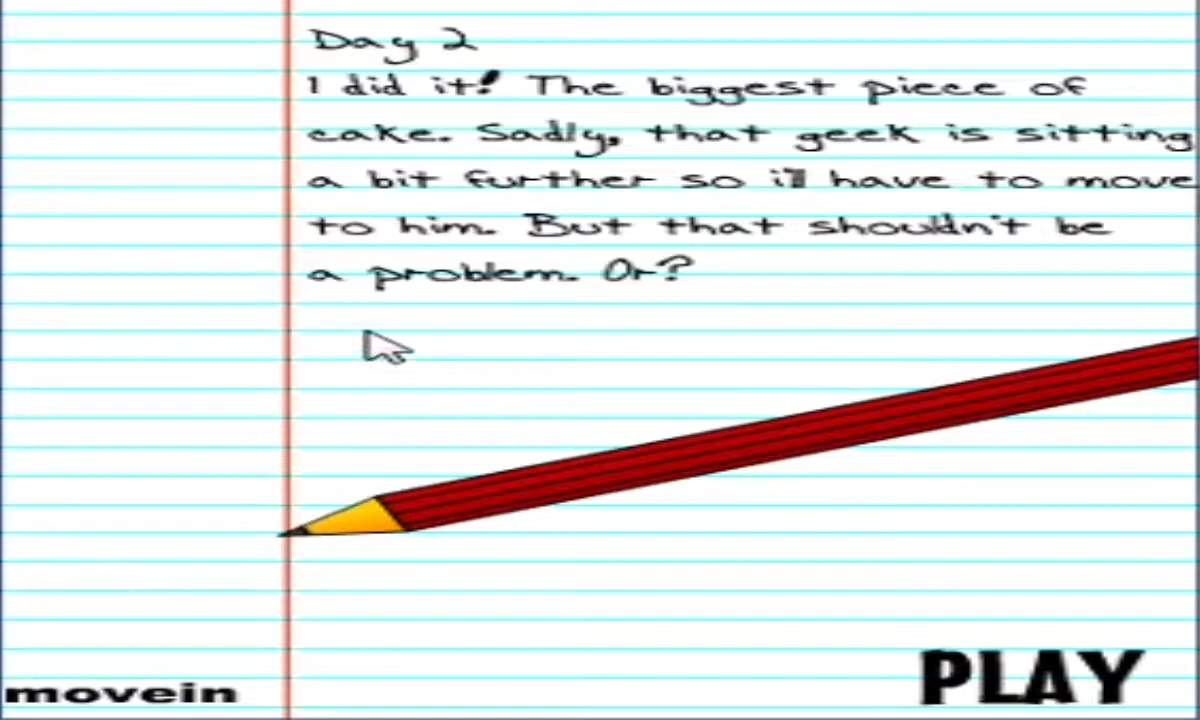 Day 2
I did it! The biggest piece of
cake. Sadly, that geek is sitting
a bit further so i'll have to move
to him. But that shouldn't be
a problem. Or?
movein
PLAY